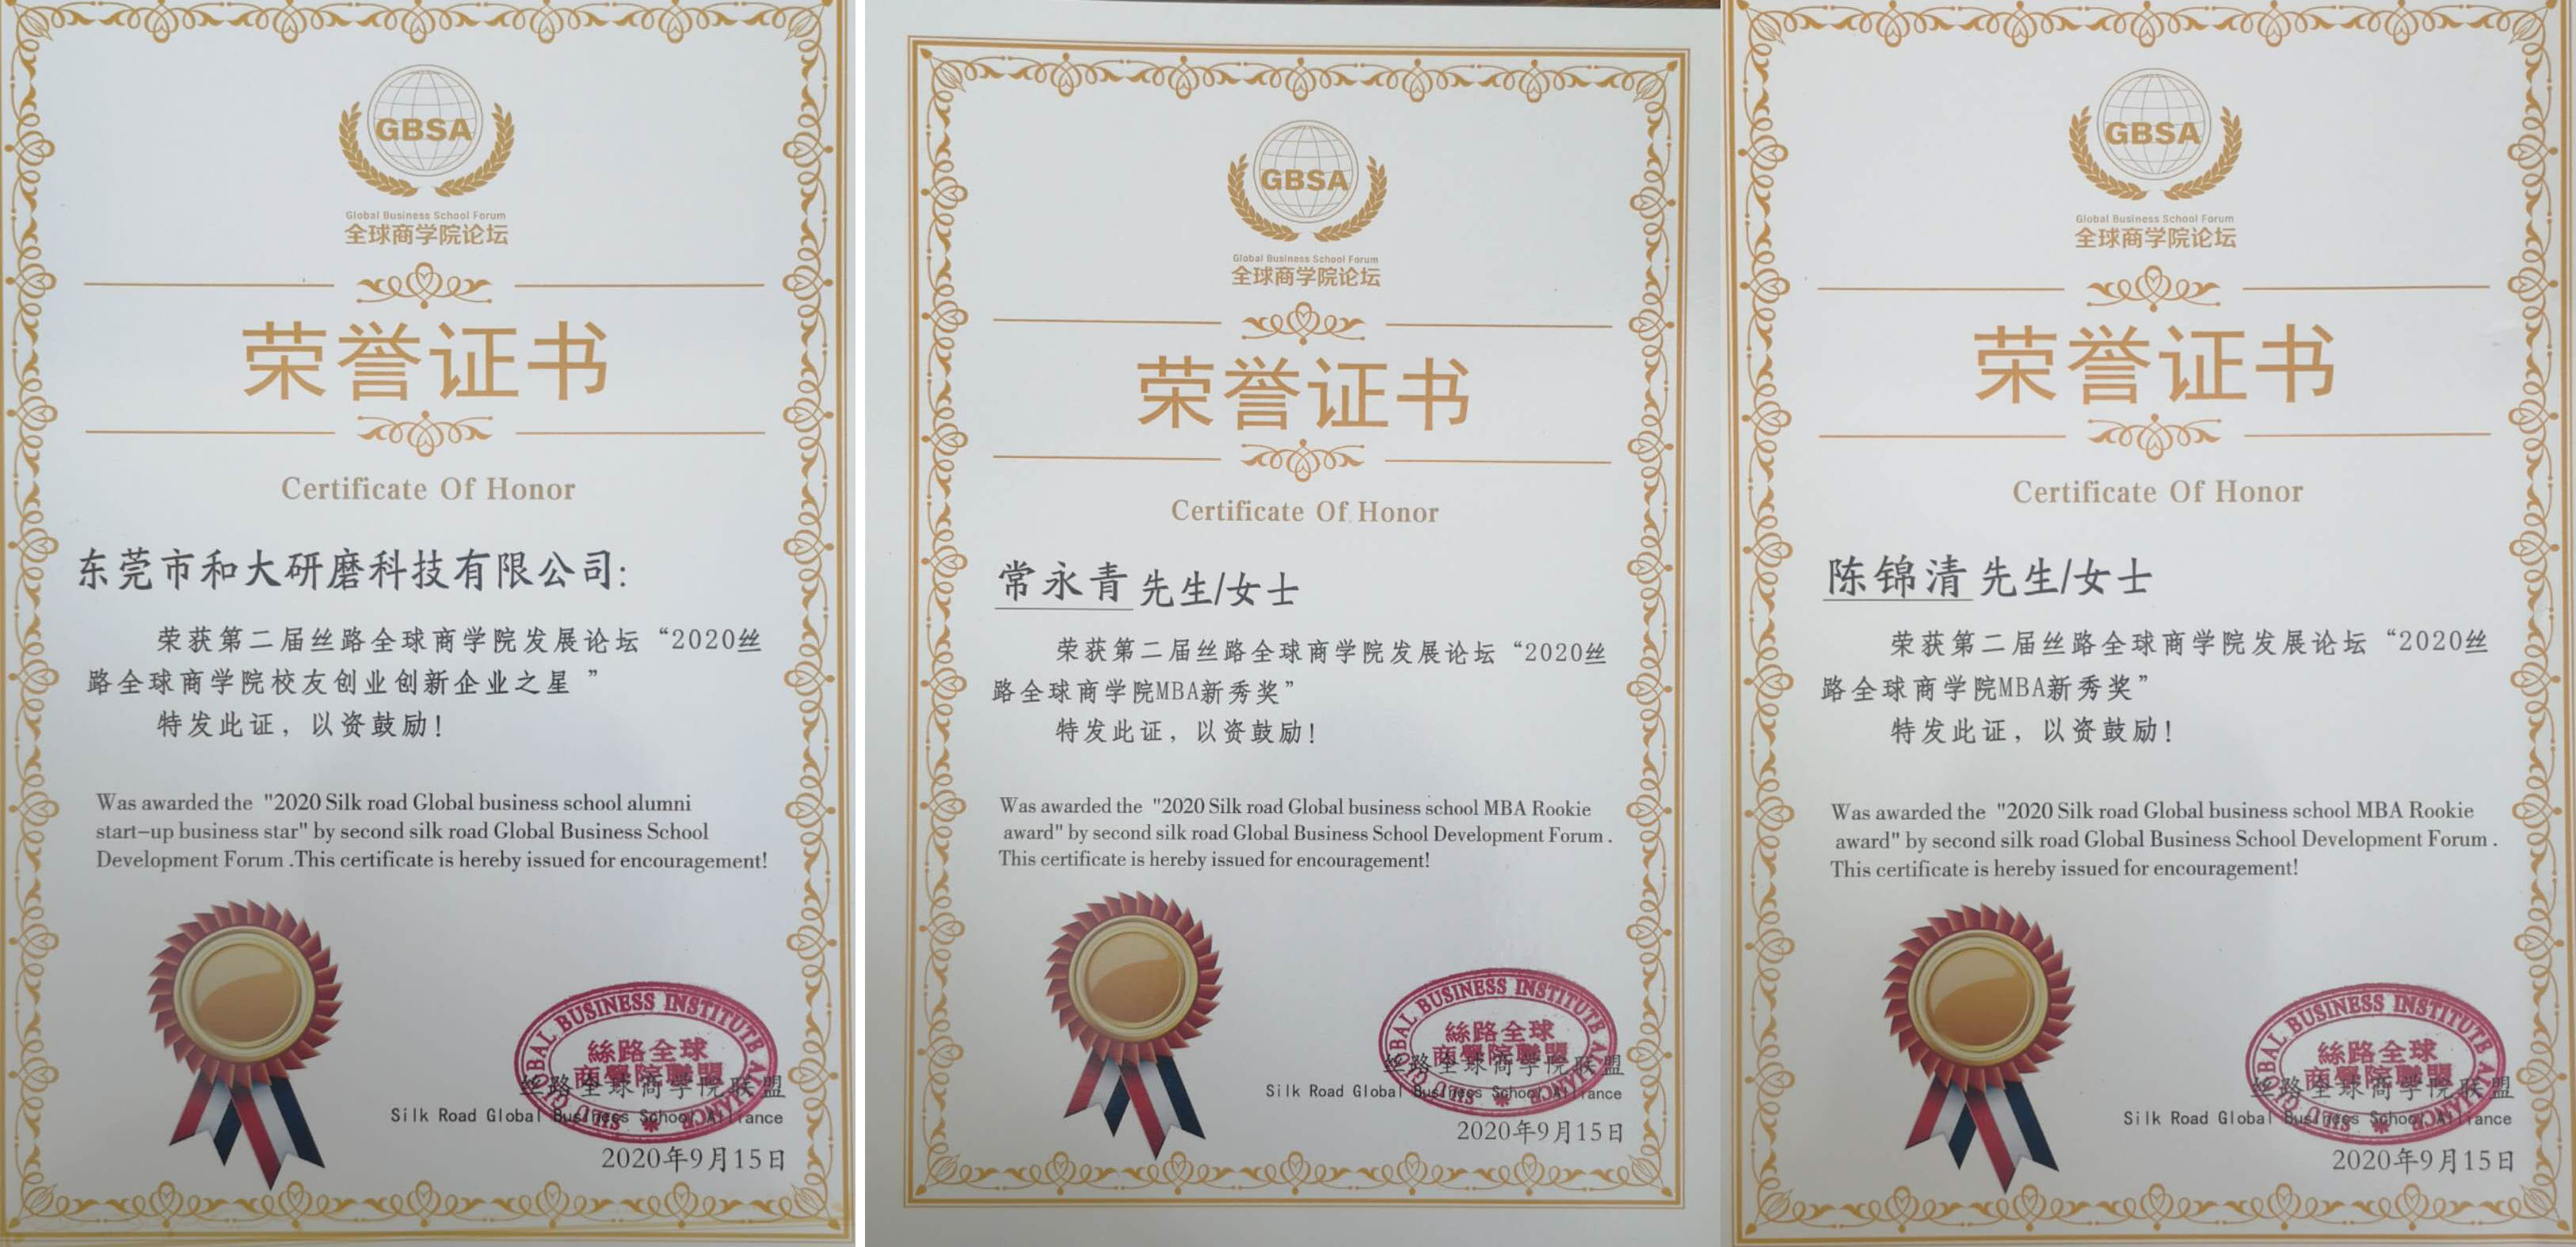 GBSA
Global Business School Forum
全球商学院论坛
荣誉证书
Certificate Of Honor
东莞市和大研磨科技有限公司:
荣获第二届丝路全球商学院发展论坛“2020丝
路全球商学院校友创业创新企业之星 ”
特发此证，以资鼓励!
Was awarded the "2020 Silk road Global business school alumni
start-up business star" by second silk road Global Business School
Development Forum .This certificate is hereby issued for encouragement!
GLOBAL BUSINESS INSTITUTE
絲路全球
商學院聯盟
丝路全球商学院联盟
Silk Road Global Business School Alliance
2020年9月15日
GBSA
Global Business School Forum
全球商学院论坛
荣誉证书
Certificate Of Honor
常永青 先生/女士
荣获第二届丝路全球商学院发展论坛“2020丝
路全球商学院MBA新秀奖”
特发此证，以资鼓励!
Was awarded the "2020 Silk road Global business school MBA Rookie
award" by second silk road Global Business School Development Forum .
This certificate is hereby issued for encouragement!
GLOBAL BUSINESS INSTITUTE
絲路全球
商學院聯盟
丝路全球商学院联盟
Silk Road Global Business School Alliance
2020年9月15日
GBSA
Global Business School Forum
全球商学院论坛
荣誉证书
Certificate Of Honor
陈锦清 先生/女士
荣获第二届丝路全球商学院发展论坛“2020丝
路全球商学院MBA新秀奖”
特发此证，以资鼓励!
Was awarded the "2020 Silk road Global business school MBA Rookie
award" by second silk road Global Business School Development Forum .
This certificate is hereby issued for encouragement!
GLOBAL BUSINESS INSTITUTE
絲路全球
商學院聯盟
丝路全球商学院联盟
Silk Road Global Business School Alliance
2020年9月15日